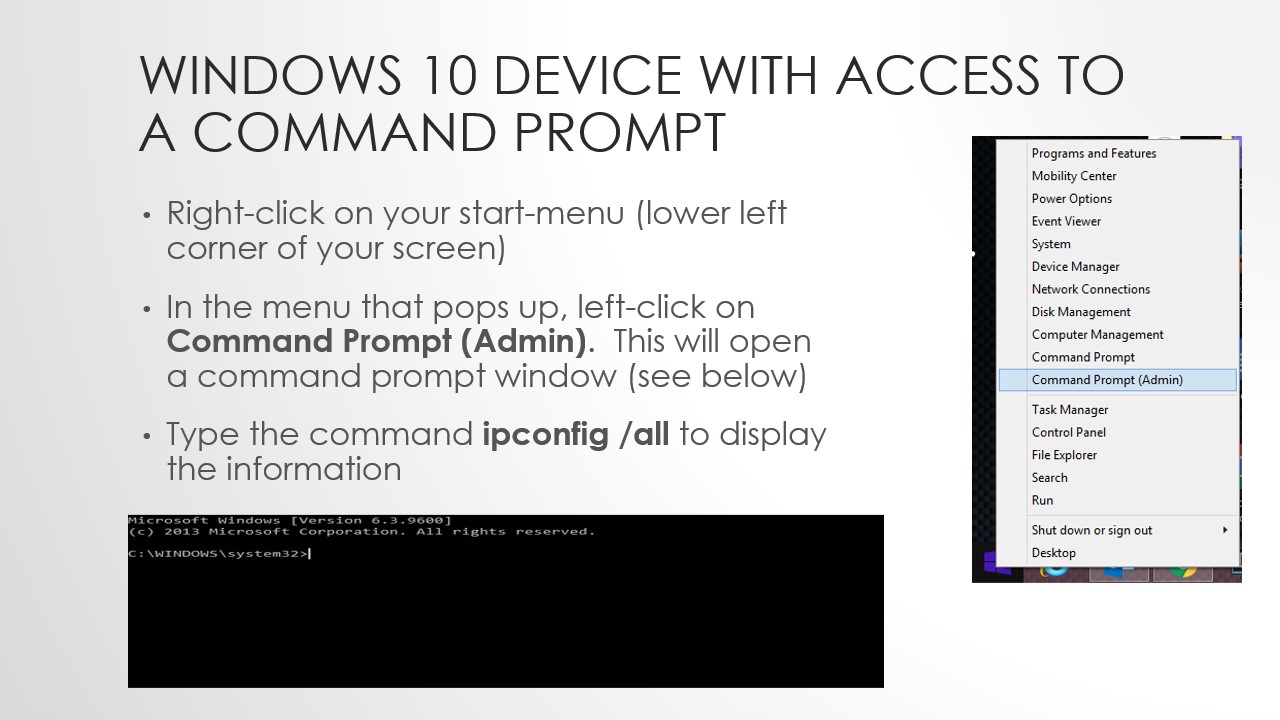 WINDOWS 10 DEVICE WITH ACCESS TO
A COMMAND PROMPT
• Right-click on your start-menu (lower left
corner of your screen)
• In the menu that pops up, left-click on
Command Prompt (Admin).  This will open
a command prompt window (see below)
• Type the command ipconfig /all to display
the information
Microsoft Windows [Version 6.3.9600]
(c) 2013 Microsoft Corporation. All rights reserved.
C:\WINDOWS\system32>
Programs and Features
Mobility Center
Power Options
Event Viewer
System
Device Manager
Network Connections
Disk Management
Computer Management
Command Prompt
Command Prompt (Admin)
Task Manager
Control Panel
File Explorer
Search
Run
Shut down or sign out
Desktop